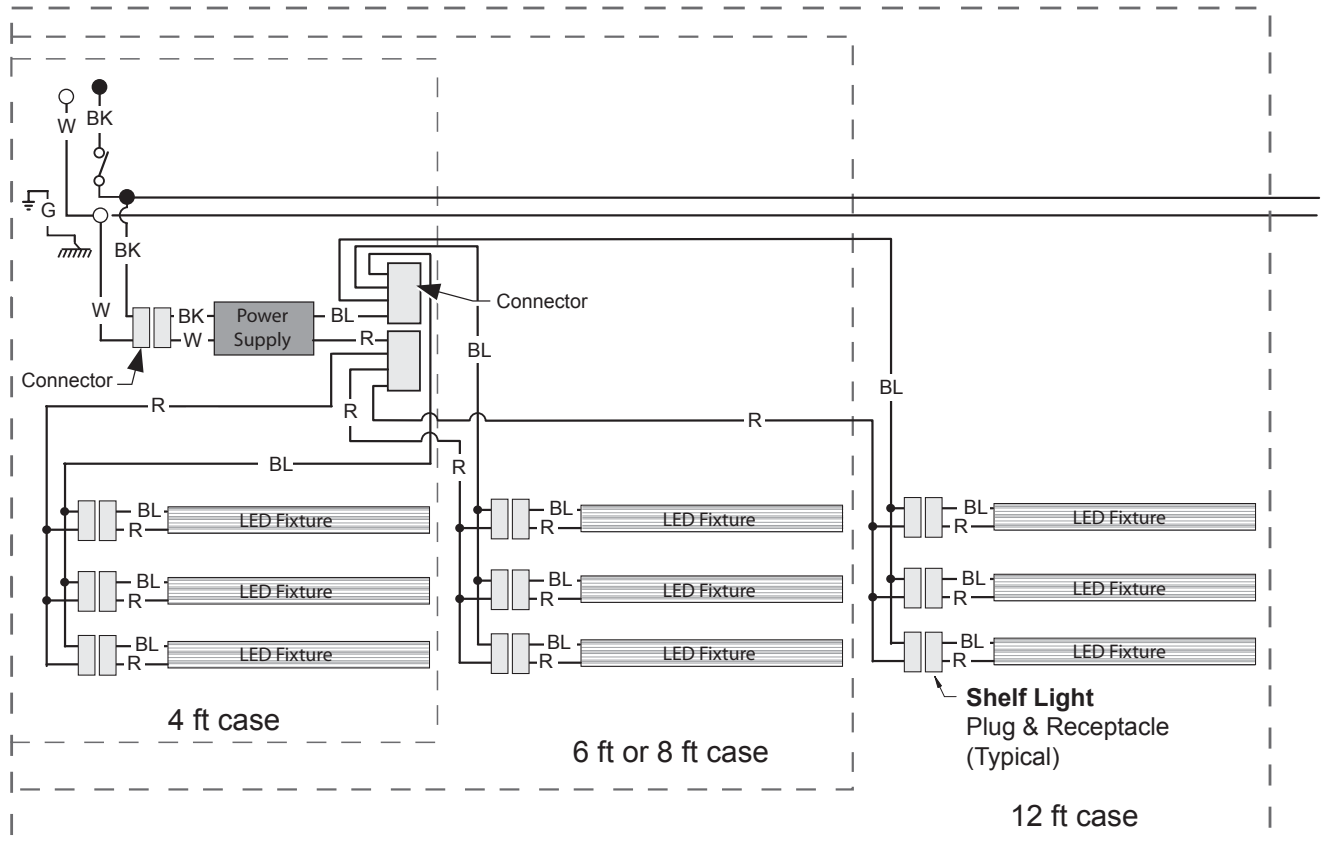 W
BK
G
BK
W
BK
W
Power
Supply
BL
R
Connector
Connector
BL
BL
R
R
R
R
BL
BL
R
LED Fixture
BL
R
LED Fixture
BL
R
LED Fixture
BL
R
LED Fixture
BL
R
LED Fixture
BL
R
LED Fixture
BL
R
LED Fixture
BL
R
LED Fixture
BL
R
LED Fixture
4 ft case
6 ft or 8 ft case
Shelf Light
Plug & Receptacle
(Typical)
12 ft case